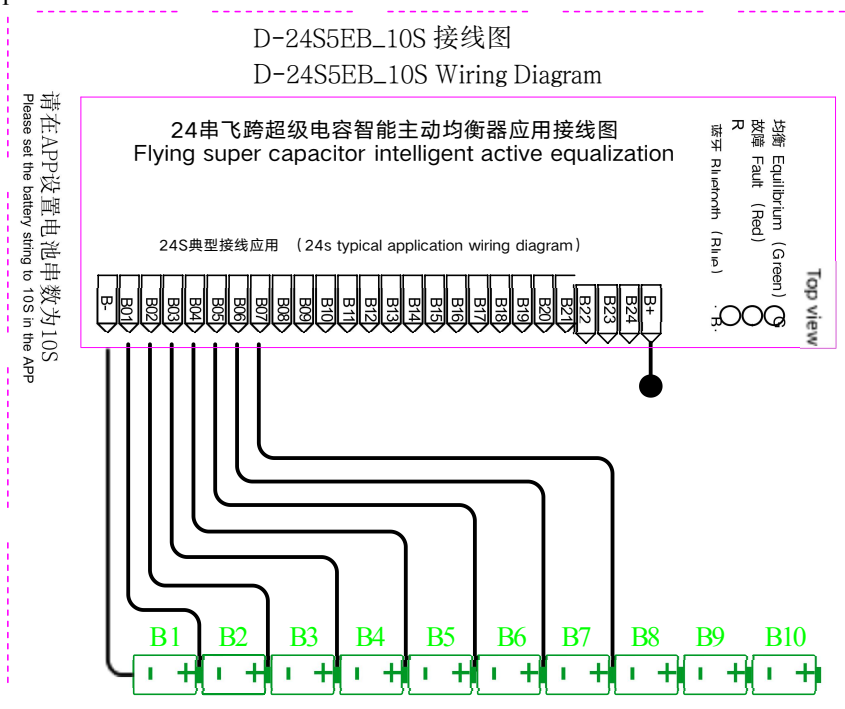 D-24S5EB_10S 接线图
D-24S5EB_10S Wiring Diagram
请在APP设置电池串数为10S
Please set the battery string to 10S in the APP
24串飞跨超级电容智能主动均衡器应用接线图
Flying super capacitor intelligent active equalization
均衡 Equilibrium （Green） G
故障 Fault （Red）
R
蓝牙 Bluetooth （Blue） B
Top view
24S典型接线应用 （24s typical application wiring diagram）
B- B01 B02 B03 B04 B05 B06 B07 B08 B09 B10 B11 B12 B13 B14 B15 B16 B17 B18 B19 B20 B21 B22 B23 B24 B+
B1 B2 B3 B4 B5 B6 B7 B8 B9 B10
- + - + - + - + - + - + - + - + - + - +